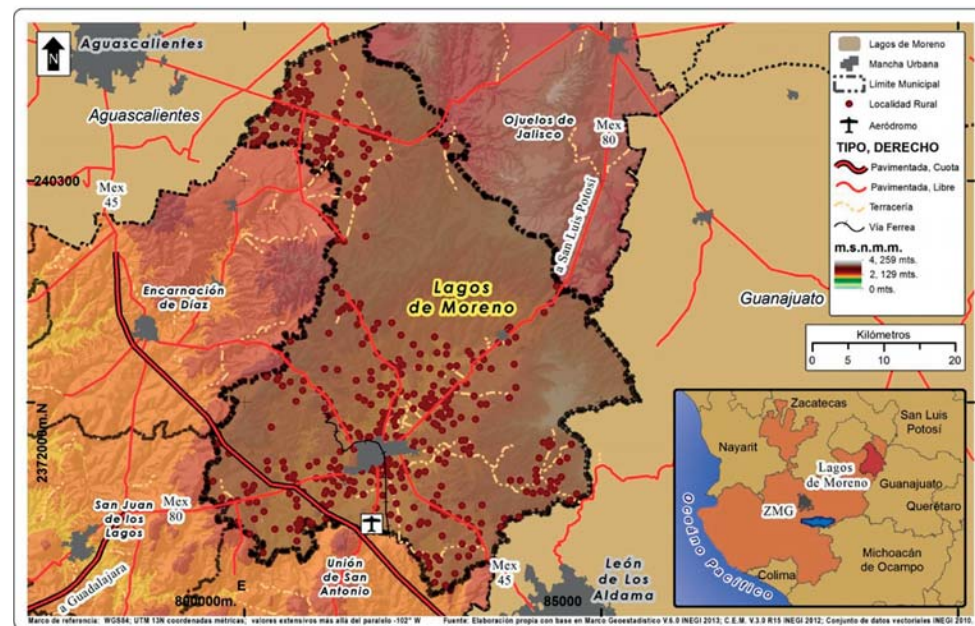 Aguascalientes
N
Aguascalientes
Ojuelos de
Jalisco
Mex
80
240300
Mex
45
a San Luis Potosí
Encarnación
de Díaz
Lagos
de Moreno
Guanajuato
2372000m.N
San Juan
de los
Lagos
Mex
80
a Guadalajara
Unión
de San
Antonio
E
800000m.
Mex
45
León
de Los
Aldama
85000
Lagos de Moreno
Mancha Urbana
Limite Municipal
Localidad Rural
Aeródromo
TIPO, DERECHO
Pavimentada, Cuota
Pavimentada, Libre
Terracería
Vía Ferrea
m.s.n.m.m.
4, 259 mts.
2, 129 mts.
0 mts.
Kilómetros
0 5 10 20
Zacatecas
San Luis
Potosí
Nayarit
Lagos
de Moreno
Guanajuato
ZMG
Querétaro
Océano Pacífico
Michoacán
de Ocampo
Colima
Marco de referencia: WGS84; UTM 13N coordenadas métricas; valores extensivos más allá del paralelo -102° W Fuente: Elaboración propia con base en Marco Geoestadístico V.6.0 INEGI 2013; C.E.M. V.3.0 R15 INEGI 2012; Conjunto de datos vectoriales INEGI 2010.